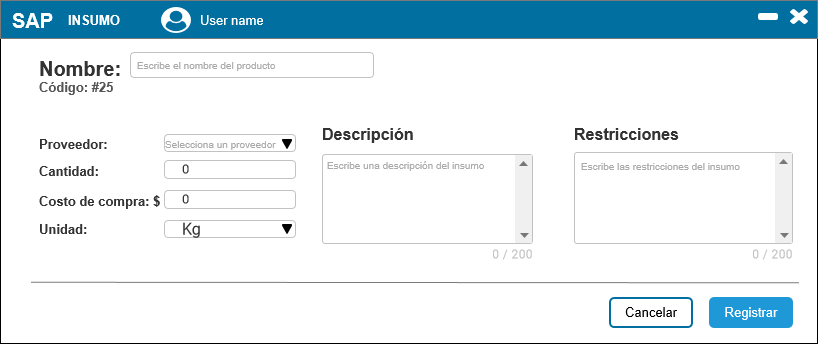 SAP INSUMO User name
Nombre: Escribe el nombre del producto
Código: #25
Descripción Restricciones
Proveedor: Selecciona un proveedor
Cantidad: 0
Costo de compra: $ 0
Unidad: Kg
Escribe una descripción del insumo
Escribe las restricciones del insumo
0 / 200 0 / 200
Cancelar Registrar